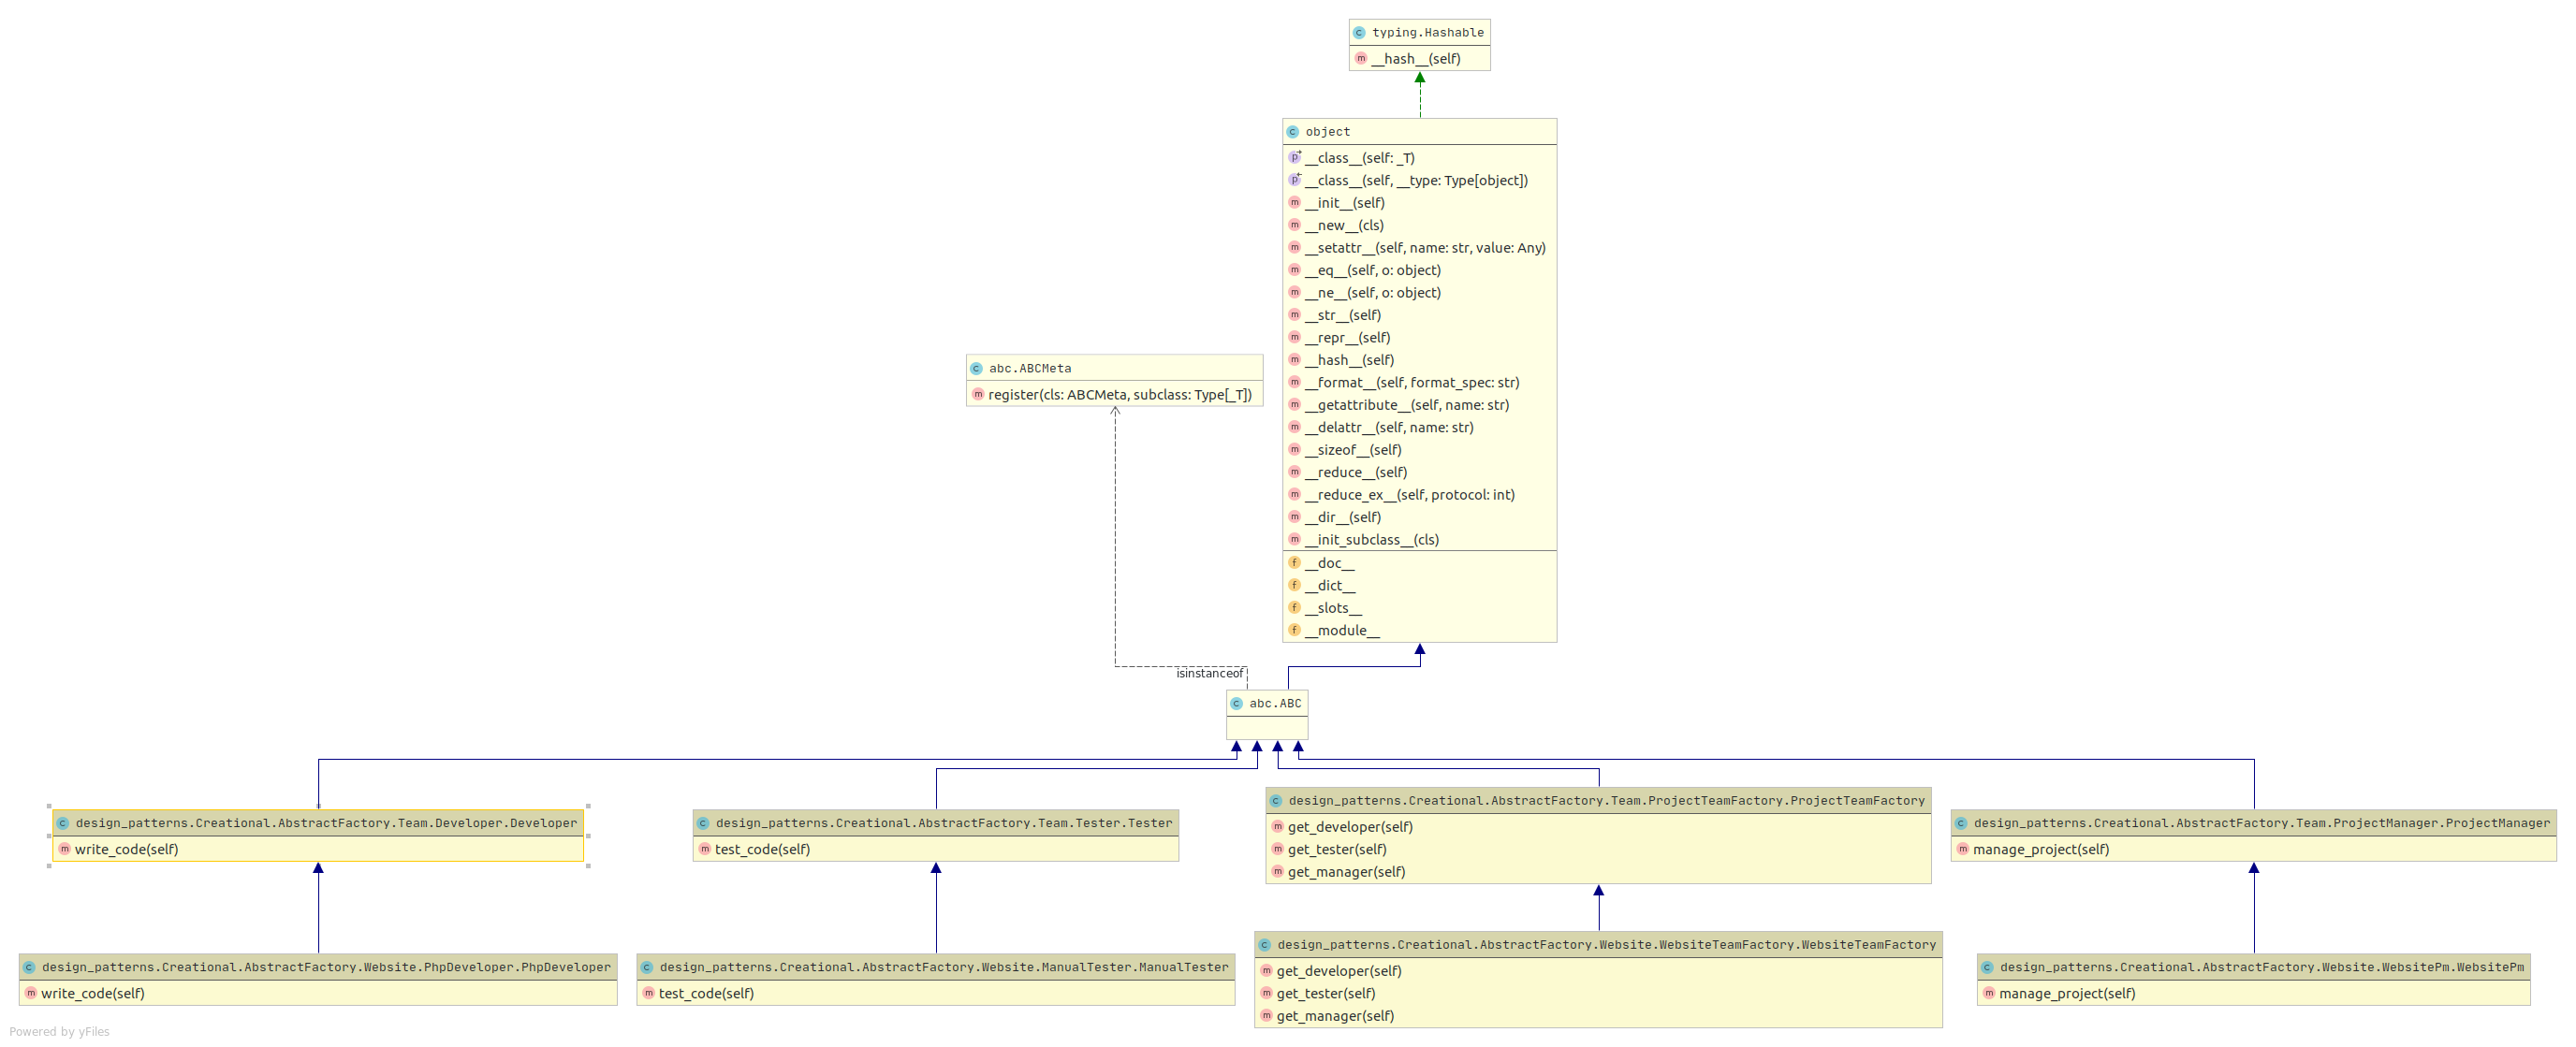 typing.Hashable
__hash__(self)
object
__class__(self: _T)
__class__(self, __type: Type[object])
__init__(self)
__new__(cls)
__setattr__(self, name: str, value: Any)
__eq__(self, o: object)
__ne__(self, o: object)
__str__(self)
__repr__(self)
__hash__(self)
__format__(self, format_spec: str)
__getattribute__(self, name: str)
__delattr__(self, name: str)
__sizeof__(self)
__reduce__(self)
__reduce_ex__(self, protocol: int)
__dir__(self)
__init_subclass__(cls)
__doc__
__dict__
__slots__
__module__
abc.ABCMeta
register(cls: ABCMeta, subclass: Type[_T])
isinstanceof
abc.ABC
design_patterns.Creational.AbstractFactory.Team.Developer.Developer
write_code(self)
design_patterns.Creational.AbstractFactory.Team.Tester.Tester
test_code(self)
design_patterns.Creational.AbstractFactory.Team.ProjectTeamFactory.ProjectTeamFactory
get_developer(self)
get_tester(self)
get_manager(self)
design_patterns.Creational.AbstractFactory.Team.ProjectManager.ProjectManager
manage_project(self)
design_patterns.Creational.AbstractFactory.Website.PhpDeveloper.PhpDeveloper
write_code(self)
design_patterns.Creational.AbstractFactory.Website.ManualTester.ManualTester
test_code(self)
design_patterns.Creational.AbstractFactory.Website.WebsiteTeamFactory.WebsiteTeamFactory
get_developer(self)
get_tester(self)
get_manager(self)
design_patterns.Creational.AbstractFactory.Website.WebsitePm.WebsitePm
manage_project(self)
Powered by yFiles